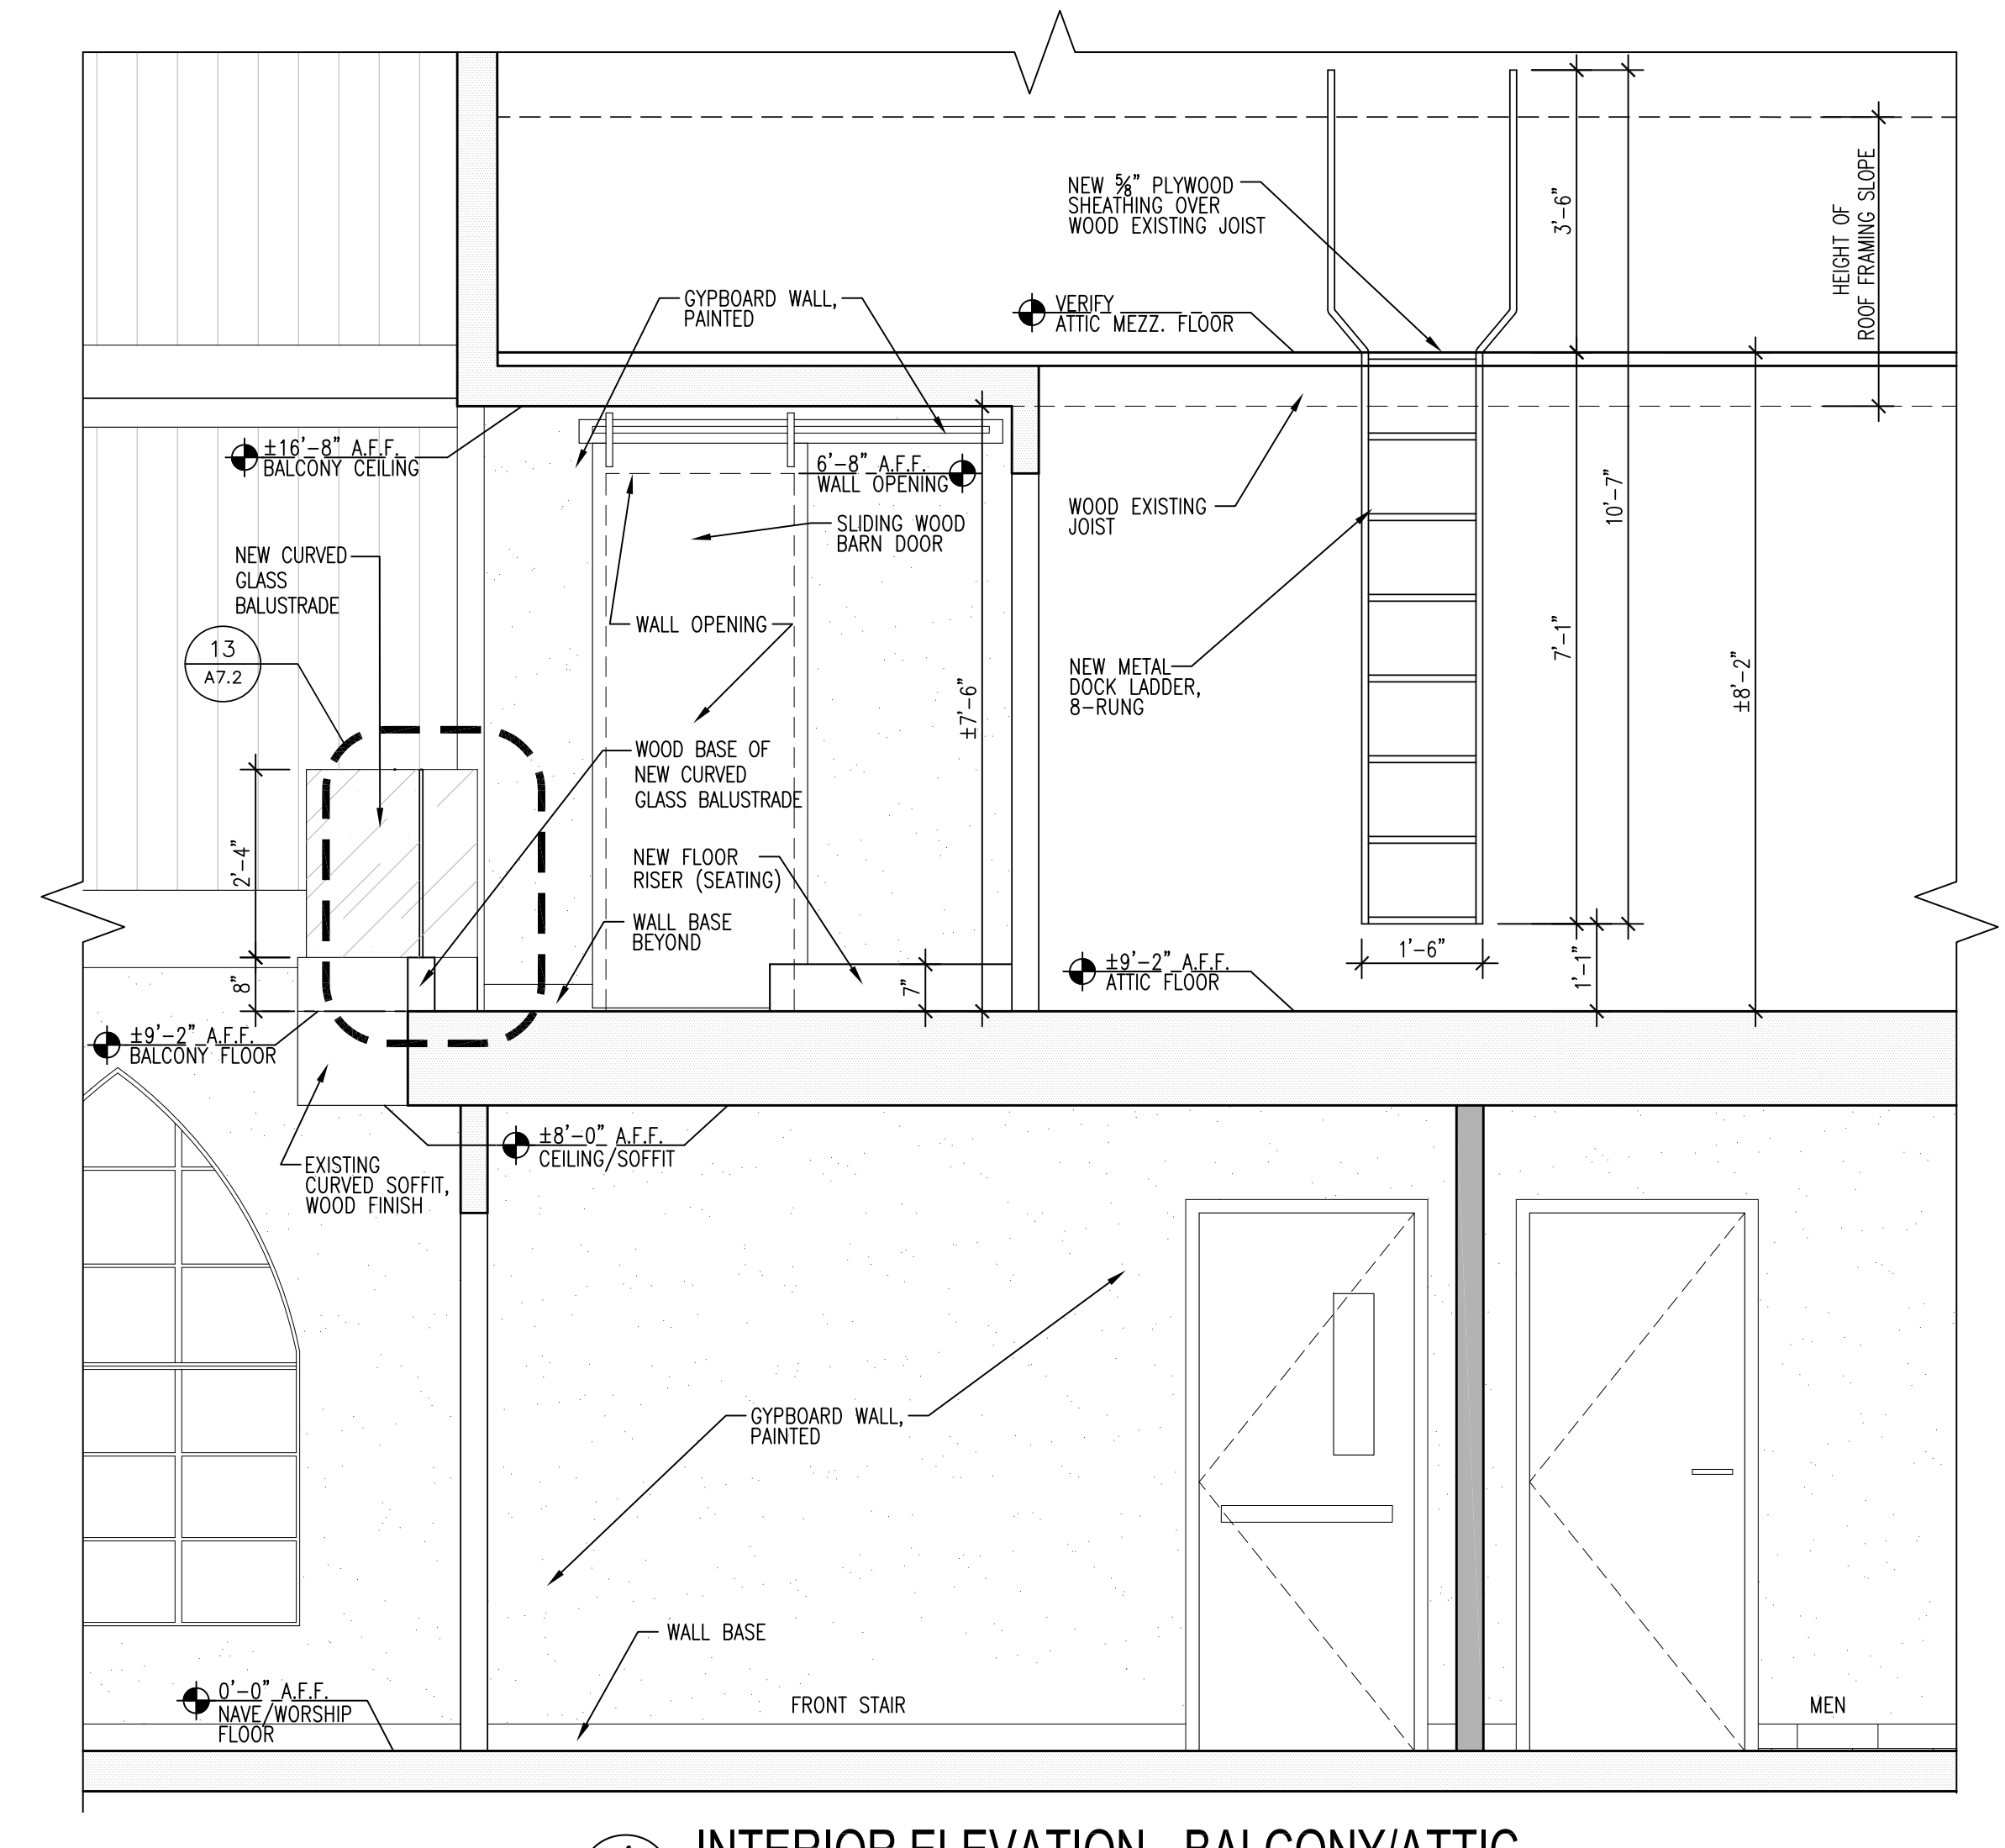 NEW 5/8" PLYWOOD
SHEATHING OVER
WOOD EXISTING JOIST
3'-6"
HEIGHT OF
ROOF FRAMING SLOPE
GYPBOARD WALL,
PAINTED
VERIFY
ATTIC MEZZ. FLOOR
±16'-8" A.F.F.
BALCONY CEILING
6'-8" A.F.F.
WALL OPENING
SLIDING WOOD
BARN DOOR
WOOD EXISTING
JOIST
10'-7"
NEW CURVED
GLASS
BALUSTRADE
WALL OPENING
13
A7.2
NEW METAL
DOCK LADDER,
8-RUNG
7'-1"
±8'-2"
±7'-6"
WOOD BASE OF
NEW CURVED
GLASS BALUSTRADE
2'-4"
NEW FLOOR
RISER (SEATING)
WALL BASE
BEYOND
8"
7"
1'-6"
1'-1"
±9'-2" A.F.F.
ATTIC FLOOR
±9'-2" A.F.F.
BALCONY FLOOR
±8'-0" A.F.F.
CEILING/SOFFIT
EXISTING
CURVED SOFFIT,
WOOD FINISH
GYPBOARD WALL,
PAINTED
WALL BASE
0'-0" A.F.F.
NAVE/WORSHIP
FLOOR
FRONT STAIR
MEN
INTERIOR ELEVATION - BALCONY/ATTIC